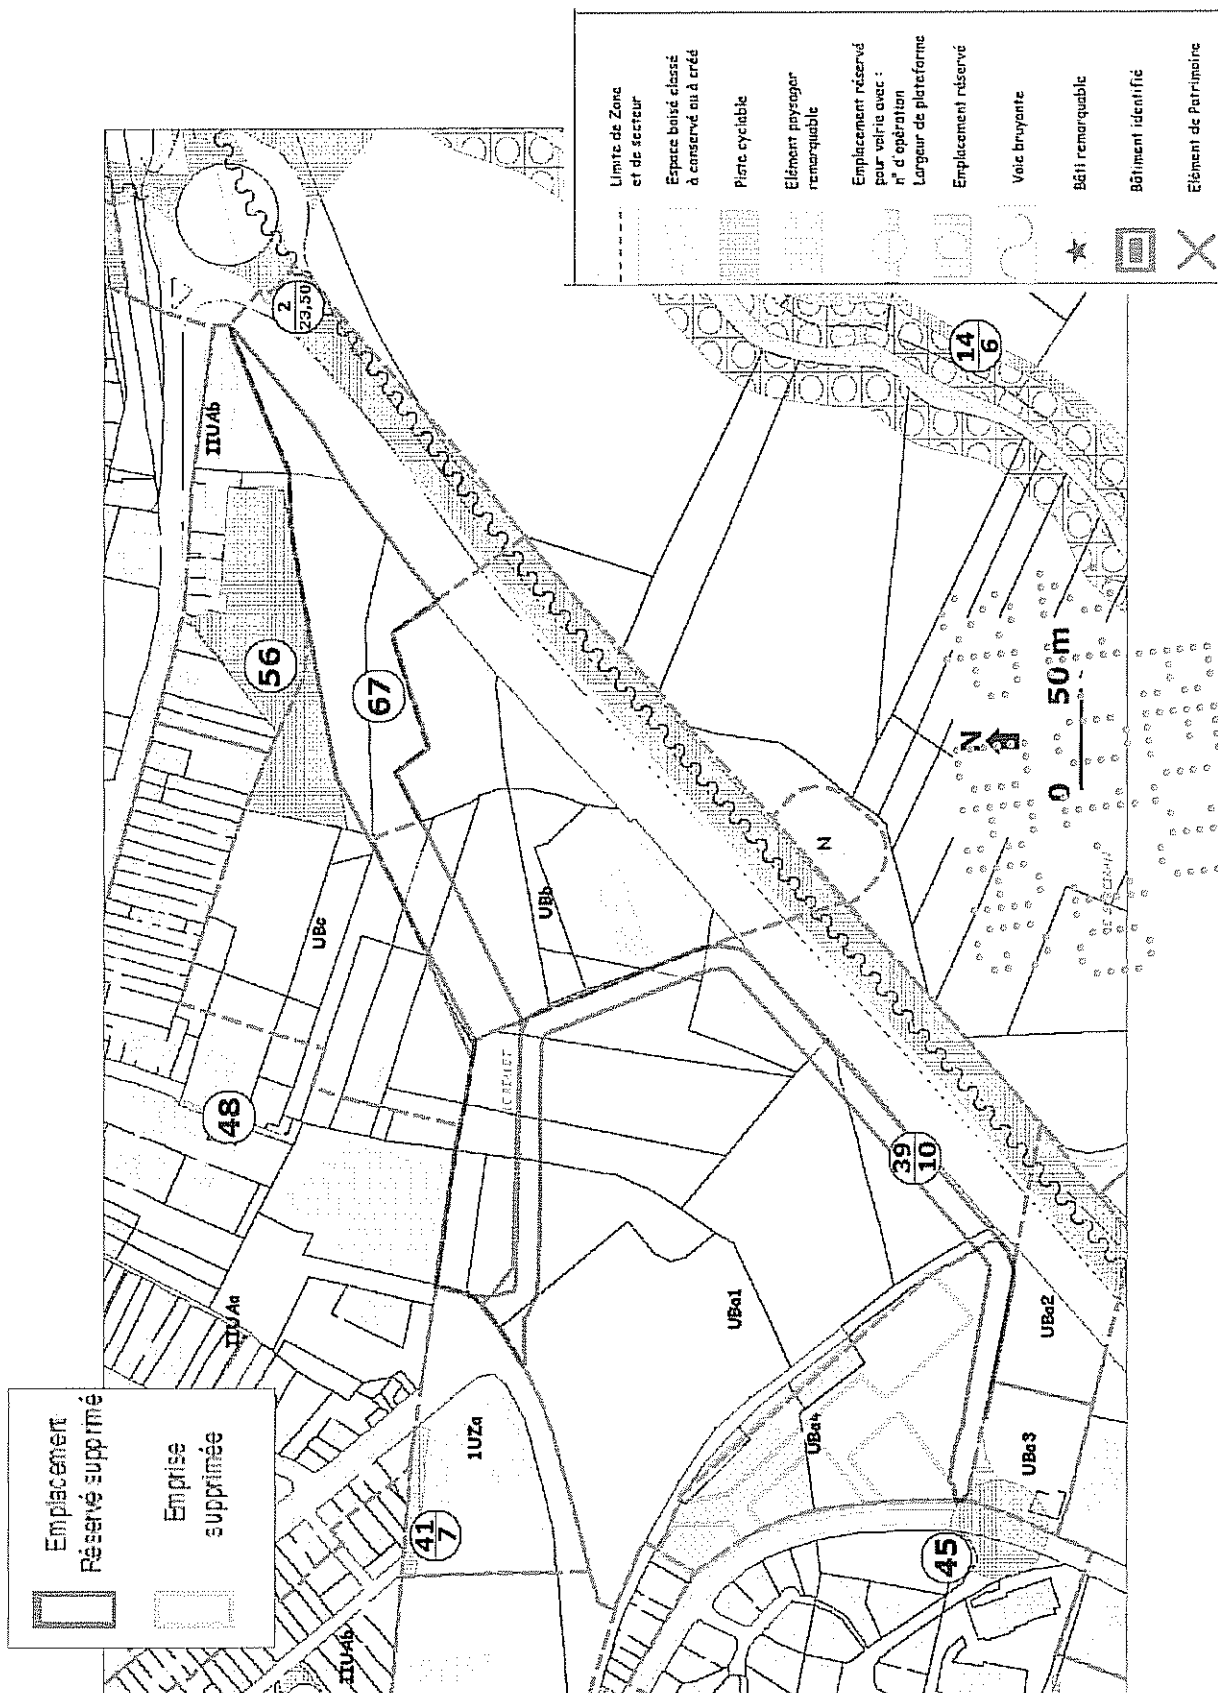 Emplacement
Réservé supprimé
Emprise
supprimée
Limite de Zone
et de secteur
Espace boisé classé
à conservé ou à créé
Piste cyclable
Elément paysager
remarquable
Emplacement réservé
pour voirie avec :
n° d'opération
Largeur de plateforme
Emplacement réservé
Voie bruyante
Bâti remarquable
Bâtiment identifié
Elément de Patrimoine
IIUAb
41
7
1UZa
IIUAa
48
UBc
56
67
IIUAb
2
23,50
UBb
UBa1
UBa4
45
UBa3
UBa2
39
10
N
14
6
N
0 50 m